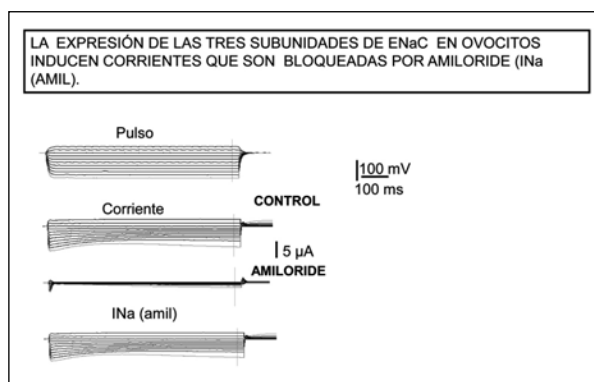 LA EXPRESIÓN DE LAS TRES SUBUNIDADES DE ENaC EN OVOCITOS
INDUCEN CORRIENTES QUE SON BLOQUEADAS POR AMILORIDE (INa
(AMIL).
Pulso
100 mV
100 ms
CONTROL
Corriente
5 µA
AMILORIDE
INa (amil)